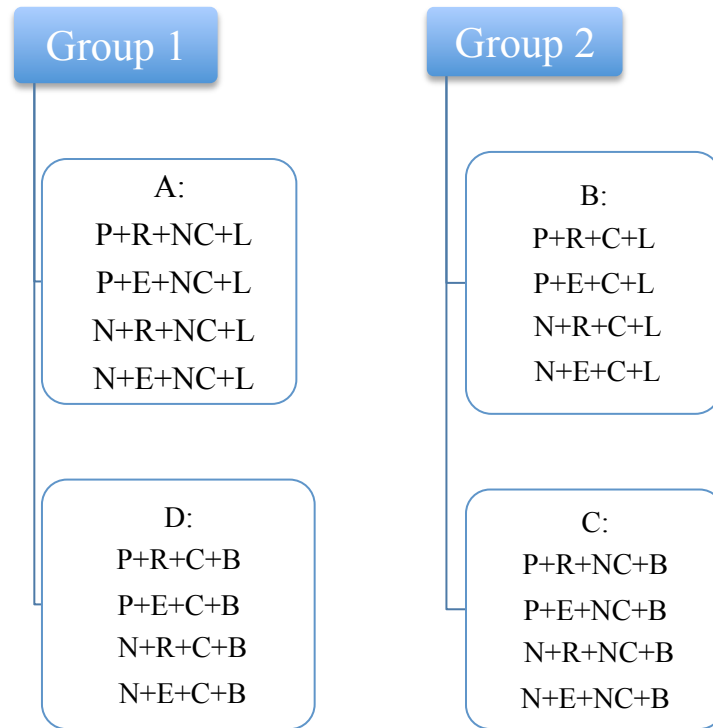 Group 1
A:
P+R+NC+L
P+E+NC+L
N+R+NC+L
N+E+NC+L
D:
P+R+C+B
P+E+C+B
N+R+C+B
N+E+C+B
Group 2
B:
P+R+C+L
P+E+C+L
N+R+C+L
N+E+C+L
C:
P+R+NC+B
P+E+NC+B
N+R+NC+B
N+E+NC+B